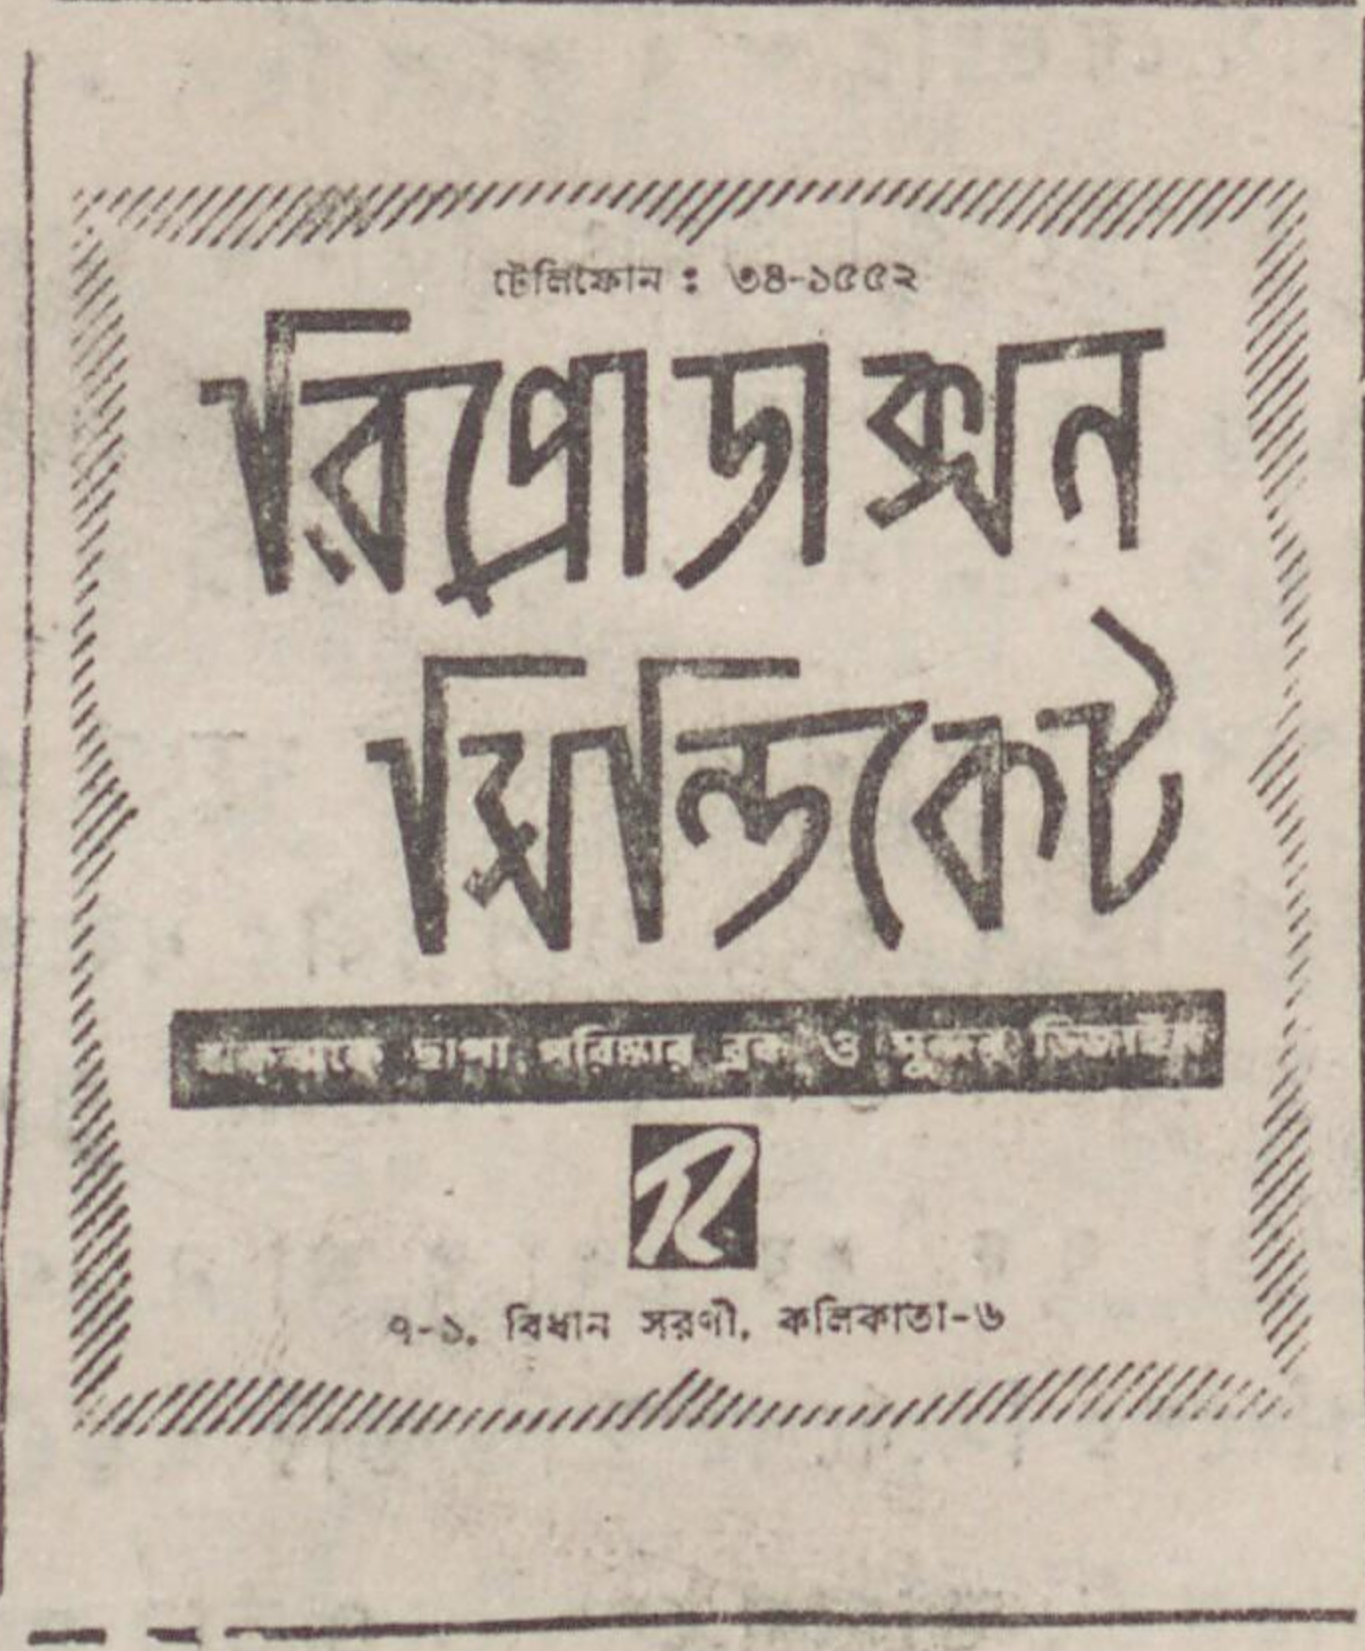 টেলিফোন : ৩৪-১৫৫২
রিপ্রোডাক্সন
সিন্ডিকেট
ঝকঝকে ছাপা, পরিষ্কার ব্লক ও সুন্দর ডিজাইন
R
৭-১, বিধান সরণী, কলিকাতা-৬